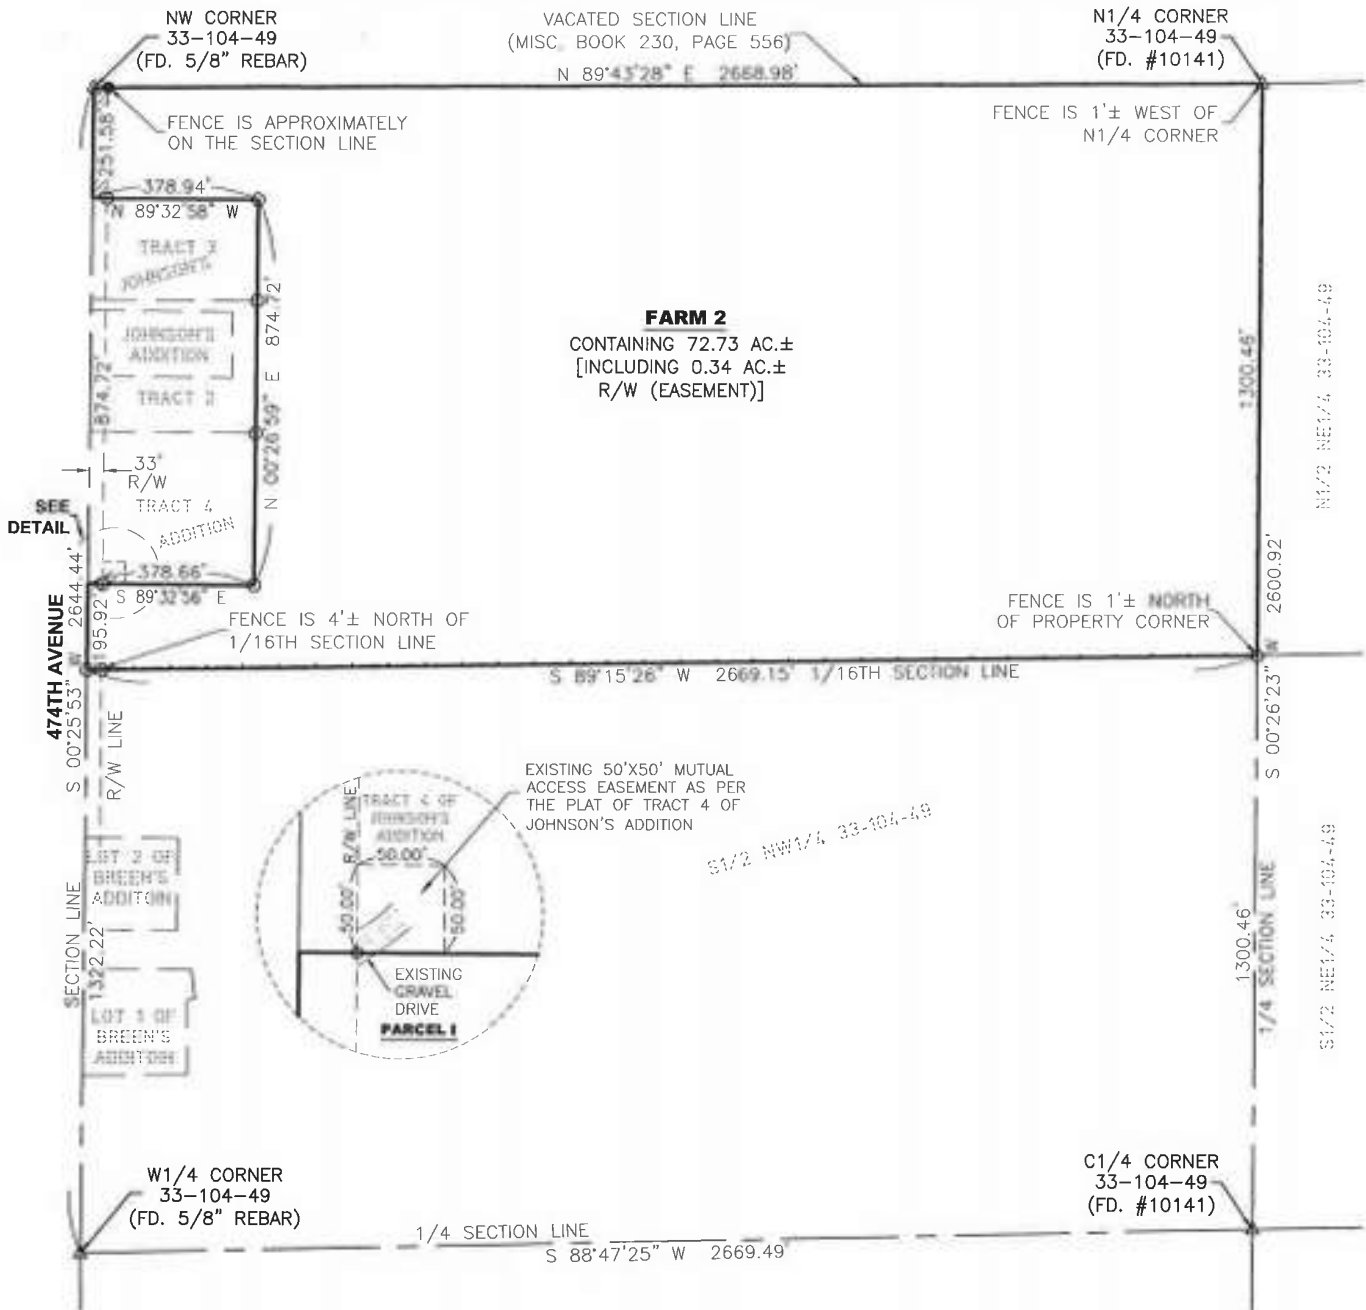 NW CORNER
33-104-49
(FD. 5/8" REBAR)
VACATED SECTION LINE
(MISC. BOOK 230, PAGE 556)
N 89°43'28" E 2668.98'
N1/4 CORNER
33-104-49
(FD. #10141)
FENCE IS APPROXIMATELY
ON THE SECTION LINE
FENCE IS 1'± WEST OF
N1/4 CORNER
251.58'
378.94'
N 89°32'58" W
TRACT 3
JOHNSON'S
JOHNSON'S
ADDITION
TRACT 2
874.72'
N 00°26'59" E 874.72'
33'
R/W
TRACT 4
ADDITION
SEE
DETAIL
378.66'
S 89°32'56" E
195.92'
FARM 2
CONTAINING 72.73 AC.±
[INCLUDING 0.34 AC.±
R/W (EASEMENT)]
1300.46'
N1/2 NE1/4 33-104-49
FENCE IS 4'± NORTH OF
1/16TH SECTION LINE
FENCE IS 1'± NORTH
OF PROPERTY CORNER
S 89°15'26" W 2669.15' 1/16TH SECTION LINE
474TH AVENUE
S 00°25'53" W 2644.44'
R/W LINE
S 00°26'23" W 2600.92'
EXISTING 50'X50' MUTUAL
ACCESS EASEMENT AS PER
THE PLAT OF TRACT 4 OF
JOHNSON'S ADDITION
S1/2 NW1/4 33-104-49
R/W LINE
TRACT 4 OF
JOHNSON'S
ADDITION
50.00'
50.00'
50.00'
EXISTING
GRAVEL
DRIVE
PARCEL 1
LOT 2 OF
BREEN'S
ADDITOIN
SECTION LINE
1322.22'
LOT 1 OF
BREEN'S
ADDITOIN
1300.46'
1/4 SECTION LINE
S1/2 NE1/4 33-104-49
W1/4 CORNER
33-104-49
(FD. 5/8" REBAR)
C1/4 CORNER
33-104-49
(FD. #10141)
1/4 SECTION LINE
S 88°47'25" W 2669.49'